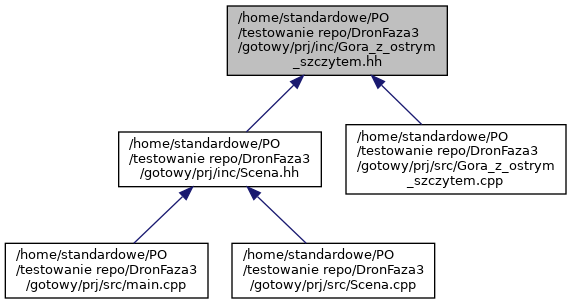 /home/standardowe/PO
/testowanie repo/DronFaza3
/gotowy/prj/inc/Gora_z_ostrym
_szczytem.hh
/home/standardowe/PO
/testowanie repo/DronFaza3
/gotowy/prj/inc/Scena.hh
/home/standardowe/PO
/testowanie repo/DronFaza3
/gotowy/prj/src/Gora_z_ostrym
_szczytem.cpp
/home/standardowe/PO
/testowanie repo/DronFaza3
/gotowy/prj/src/main.cpp
/home/standardowe/PO
/testowanie repo/DronFaza3
/gotowy/prj/src/Scena.cpp